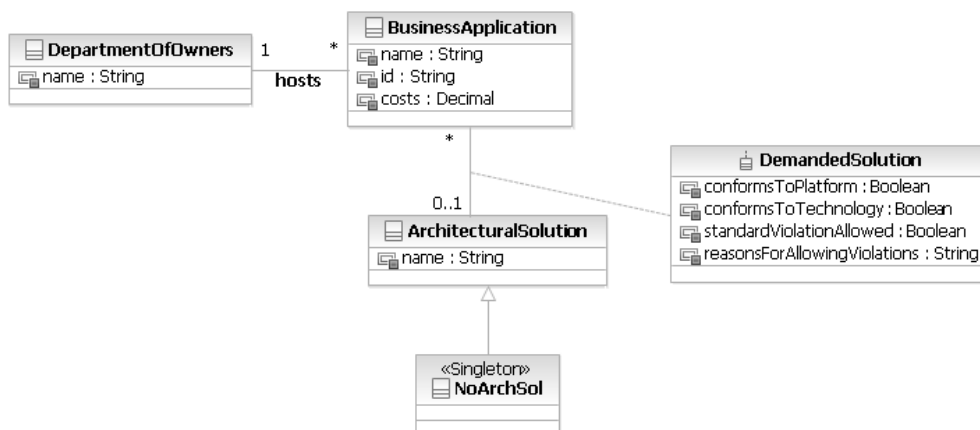 BusinessApplication
name : String
id : String
costs : Decimal
DepartmentOfOwners
name : String
1
*
hosts
*
0..1
DemandedSolution
conformsToPlatform : Boolean
conformsToTechnology : Boolean
standardViolationAllowed : Boolean
reasonsForAllowingViolations : String
ArchitecturalSolution
name : String
«Singleton»
NoArchSol